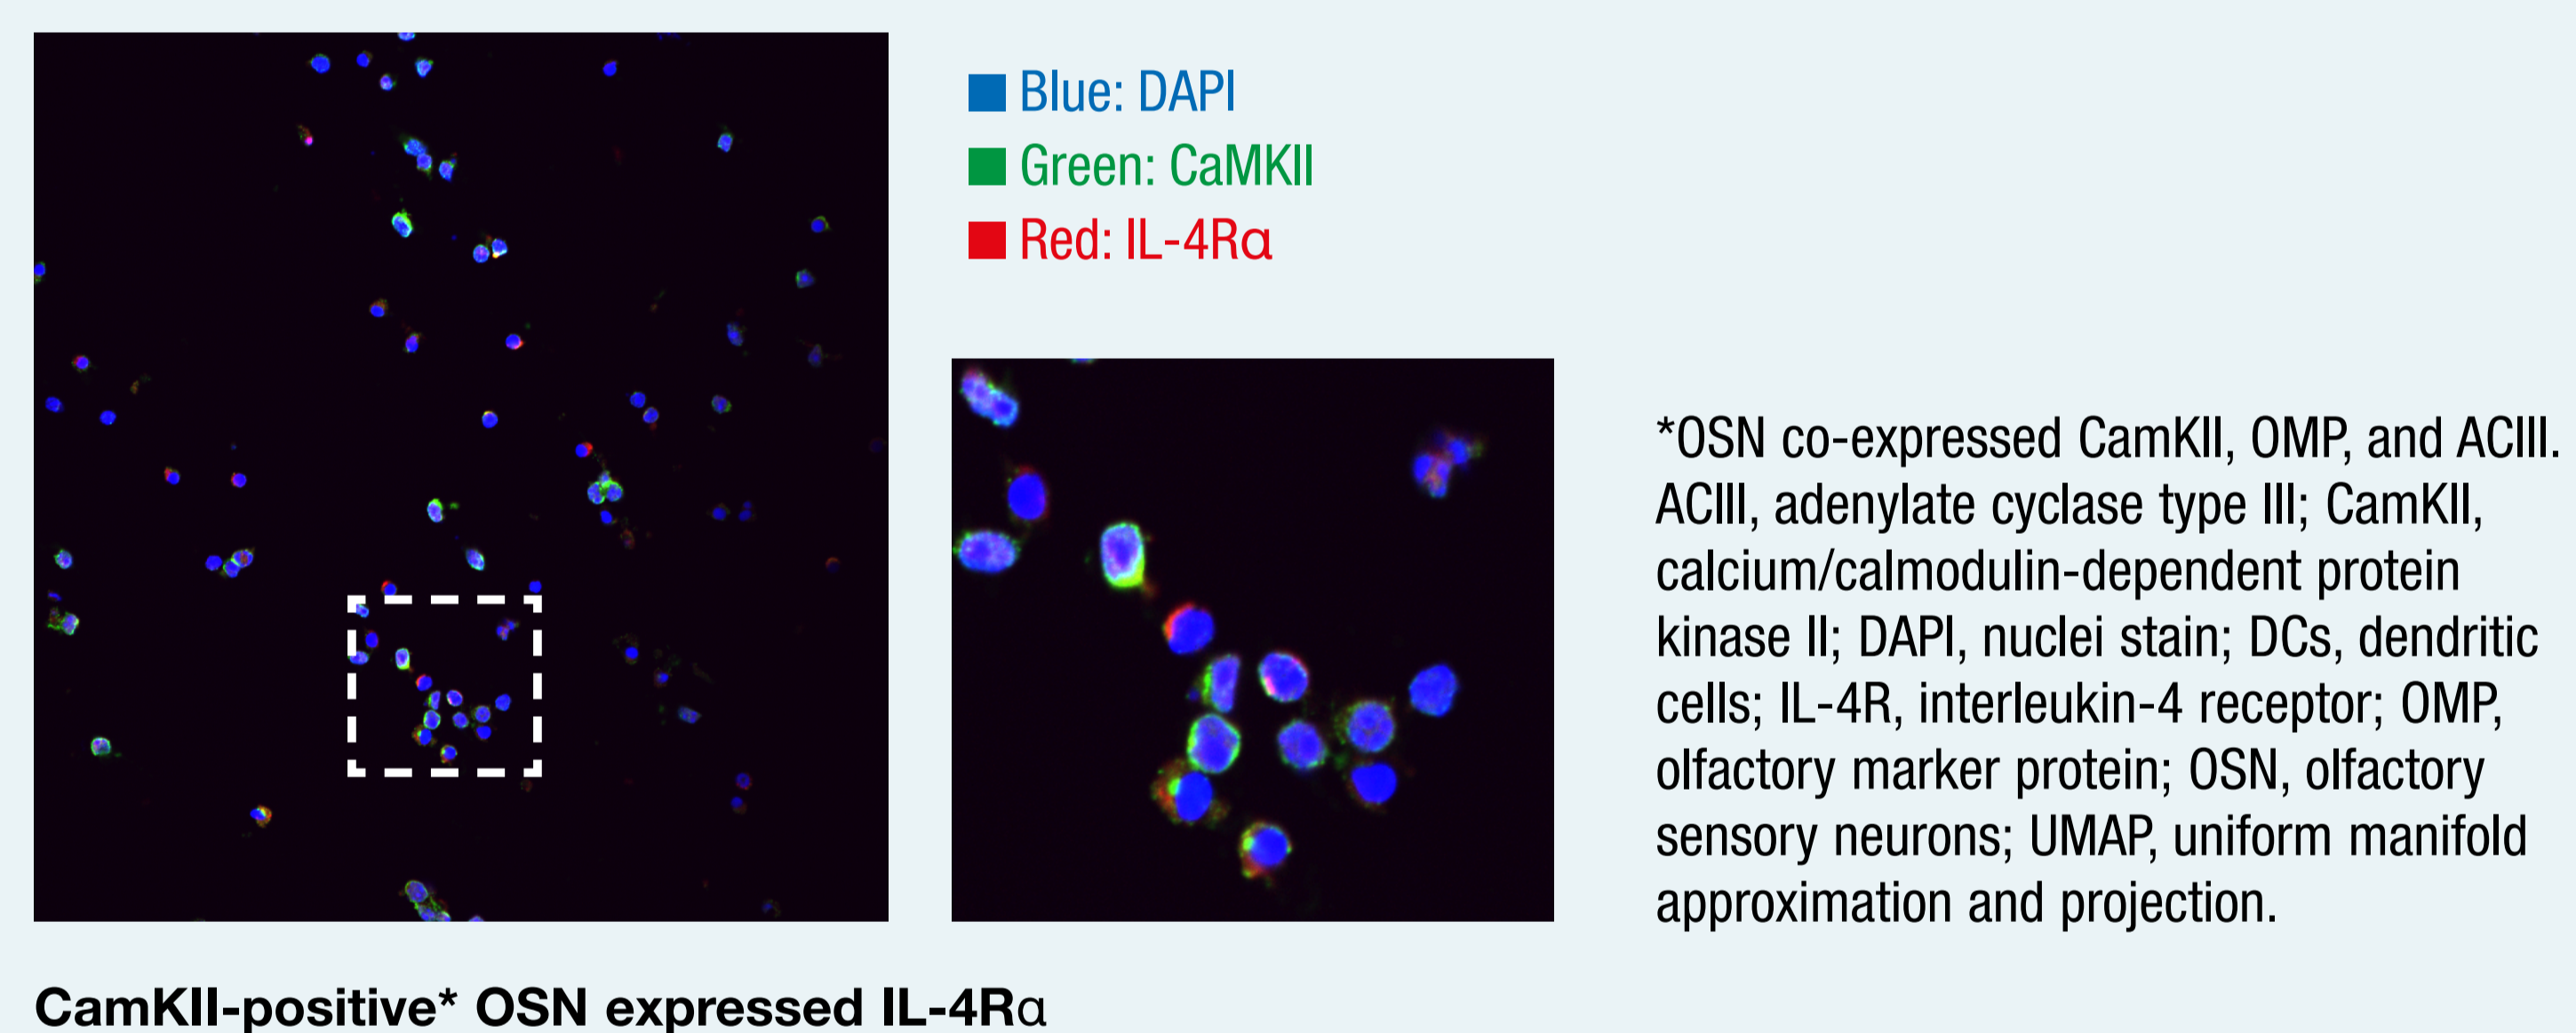 Blue: DAPI
Green: CaMKII
Red: IL-4Rα
*OSN co-expressed CamKII, OMP, and ACIII.
ACIII, adenylate cyclase type III; CamKII,
calcium/calmodulin-dependent protein
kinase II; DAPI, nuclei stain; DCs, dendritic
cells; IL-4R, interleukin-4 receptor; OMP,
olfactory marker protein; OSN, olfactory
sensory neurons; UMAP, uniform manifold
approximation and projection.
CamKII-positive* OSN expressed IL-4Rα